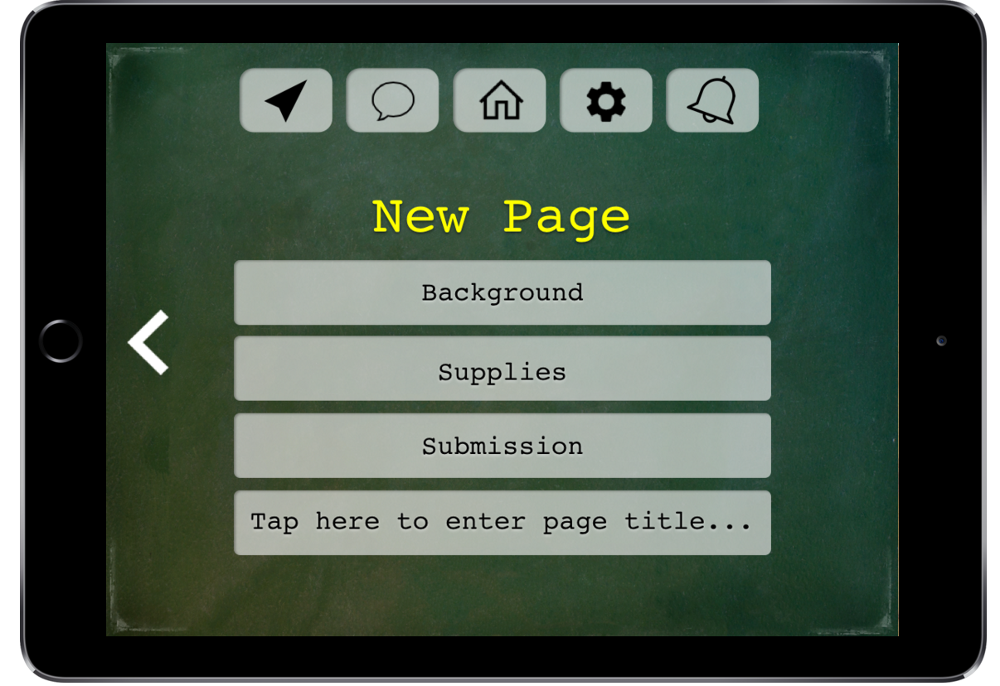 New Page
Background
Supplies
Submission
Tap here to enter page title...